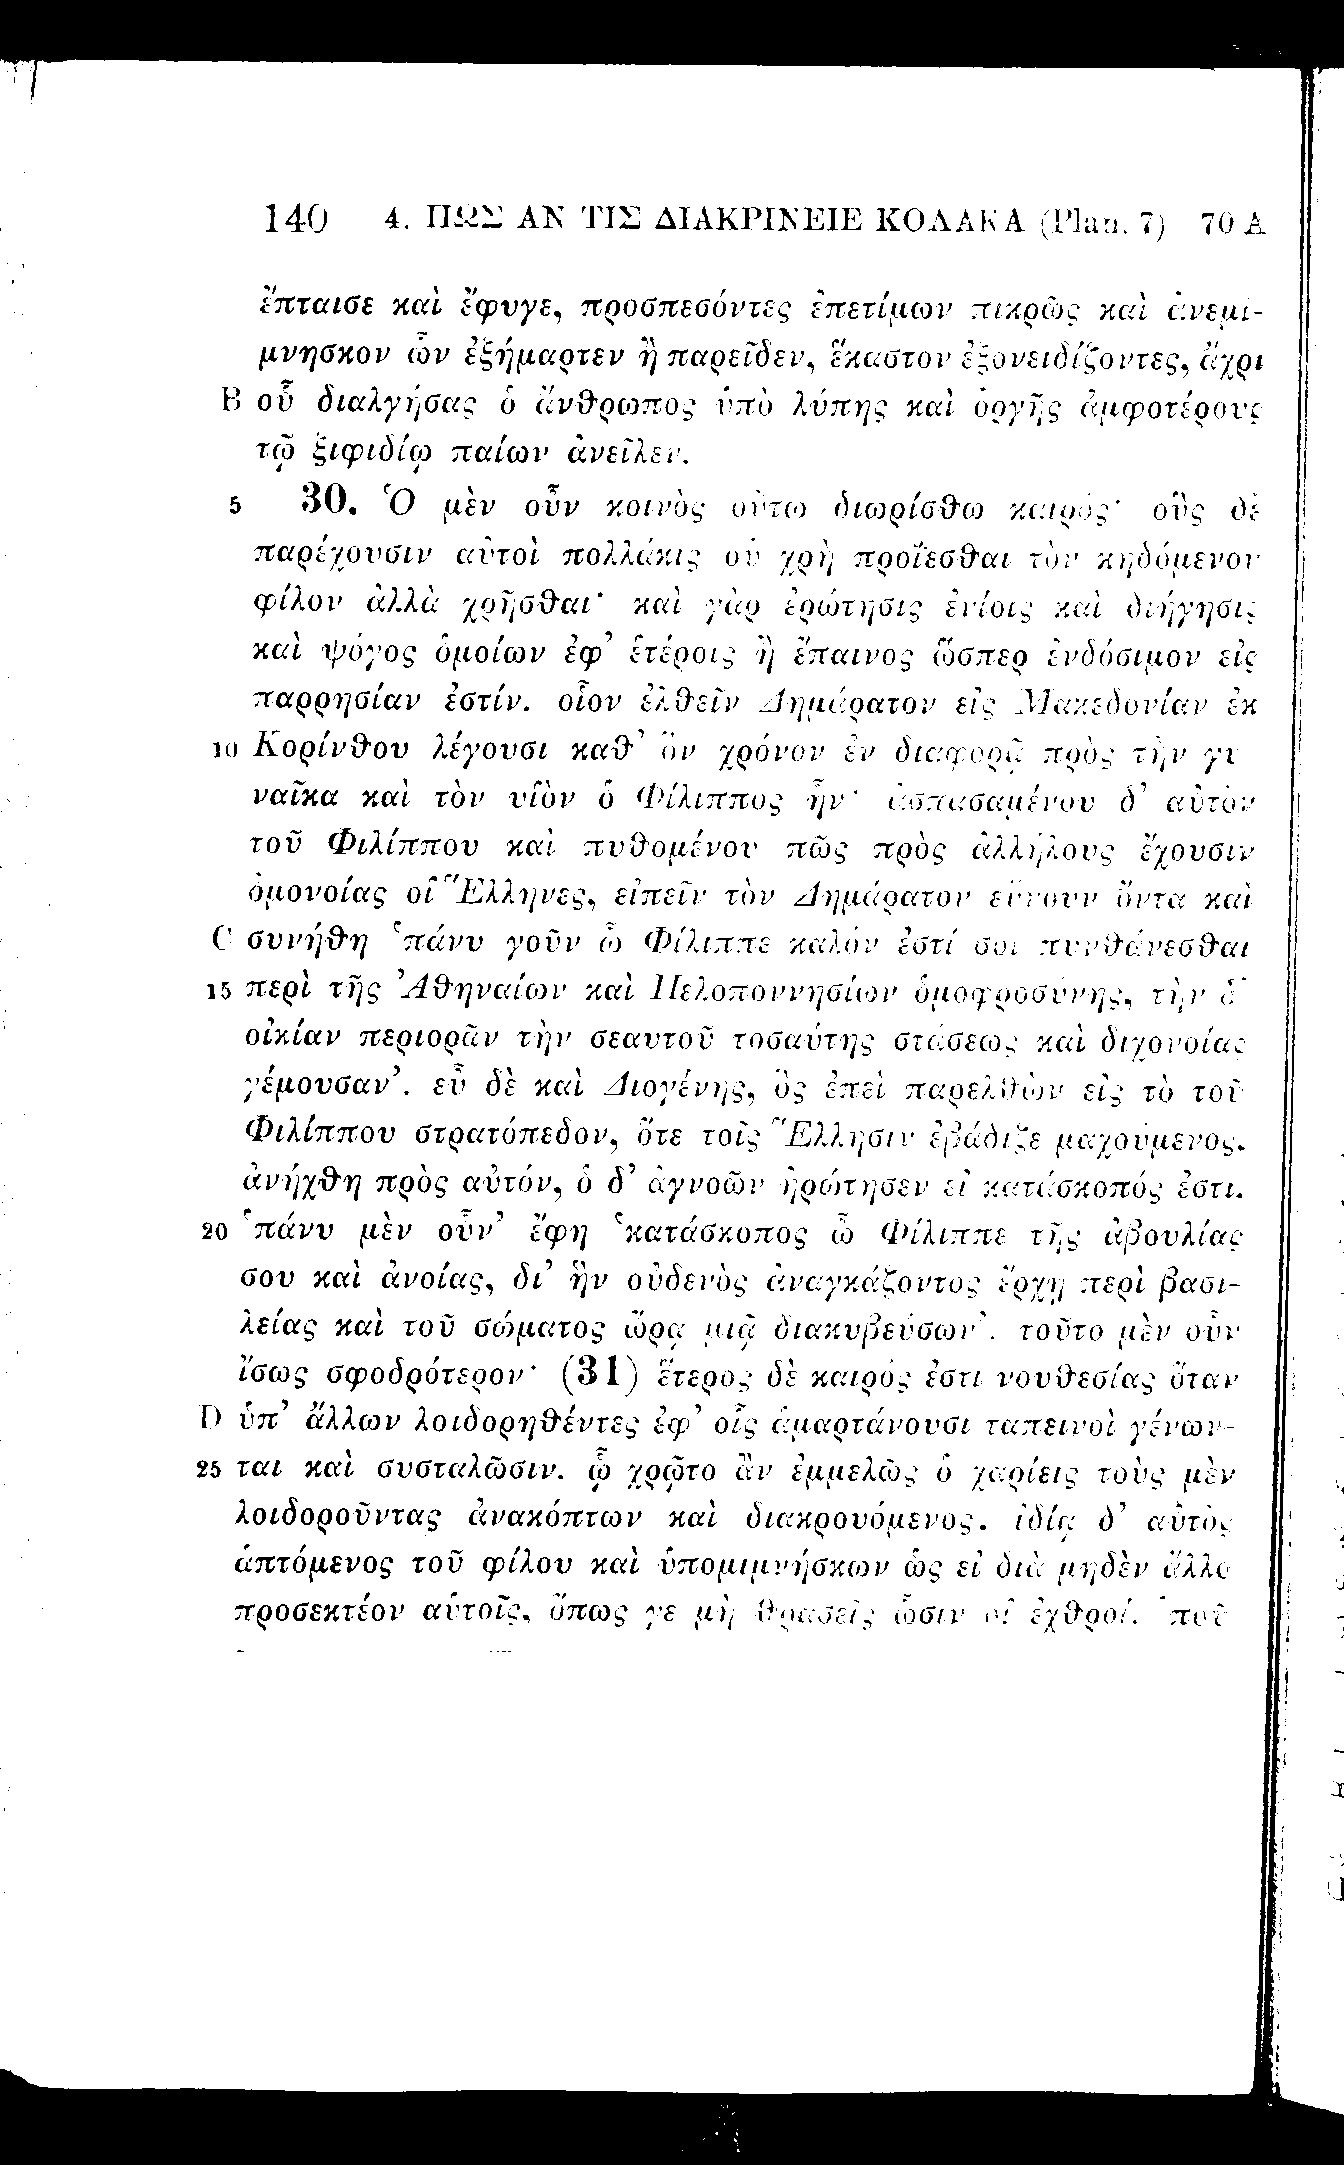 140 4. ΠΩΣ ΑΝ ΤΙΣ ΔΙΑΚΡΙΝΕΙΕ ΚΟΛΑΚΑ (Plan. 7) 70 A
ἔπταισε καὶ ἔφυγε, προσπεσόντες ἐπετίμων πικρῶς καὶ ἀνεμι-
μνησκον ὧν ἐξήμαρτεν ἢ παρεῖδεν, ἕκαστον ἐξονειδίζοντες, ἄχρι
B οὗ διαλγήσας ὁ ἄνθρωπος ὑπὸ λύπης καὶ ὀργῆς ἀμφοτέρους
τῷ ξιφιδίῳ παίων ἀνεῖλεν.
5 30. Ὁ μὲν οὖν κοινὸς οὕτω διωρίσθω καιρός· οὓς δὲ
παρέχουσιν αὐτοὶ πολλάκις οὐ χρὴ προΐεσθαι τὸν κηδόμενον
φίλον ἀλλὰ χρῆσθαι· καὶ γὰρ ἐρώτησις ἐνίοις καὶ διήγησις
καὶ ψόγος ὁμοίων ἐφ’ ἑτέροις ἢ ἔπαινος ὥσπερ ἐνδόσιμον εἰς
παρρησίαν ἐστίν. οἷον ἐλθεῖν Δημάρατον εἰς Μακεδονίαν ἐκ
10 Κορίνθου λέγουσι καθ’ ὃν χρόνον ἐν διαφορᾷ πρὸς τὴν γυ
ναῖκα καὶ τὸν υἱὸν ὁ Φίλιππος ἦν· ἀσπασαμένου δ’ αὐτὸν
τοῦ Φιλίππου καὶ πυθομένου πῶς πρὸς ἀλλήλους ἔχουσιν
ὁμονοίας οἱ Ἕλληνες, εἰπεῖν τὸν Δημάρατον εὔνουν ὄντα καὶ
C συνήθη ‘πάνυ γοῦν ὦ Φίλιππε καλόν ἐστί σοι πυνθάνεσθαι
15 περὶ τῆς Ἀθηναίων καὶ Πελοποννησίων ὁμοφροσύνης, τὴν δ’
οἰκίαν περιορᾶν τὴν σεαυτοῦ τοσαύτης στάσεως καὶ διχονοίας
γέμουσαν’. εὖ δὲ καὶ Διογένης, ὃς ἐπεὶ παρελθὼν εἰς τὸ τοῦ
Φιλίππου στρατόπεδον, ὅτε τοῖς Ἕλλησιν ἐβάδιζε μαχούμενος,
ἀνήχθη πρὸς αὐτόν, ὁ δ’ ἀγνοῶν ἠρώτησεν εἰ κατάσκοπός ἐστι.
20 ‘πάνυ μὲν οὖν’ ἔφη ‘κατάσκοπος ὦ Φίλιππε τῆς ἀβουλίας
σου καὶ ἀνοίας, δι’ ἣν οὐδενὸς ἀναγκάζοντος ἔρχῃ περὶ βασι-
λείας καὶ τοῦ σώματος ὥρᾳ μιᾷ διακυβεύσων’. τοῦτο μὲν οὖν
ἴσως σφοδρότερον· (31) ἕτερος δὲ καιρός ἐστι νουθεσίας ὅταν
D ὑπ’ ἄλλων λοιδορηθέντες ἐφ’ οἷς ἁμαρτάνουσι ταπεινοὶ γένων-
25 ται καὶ συσταλῶσιν. ᾧ χρῷτο ἂν ἐμμελῶς ὁ χαρίεις τοὺς μὲν
λοιδοροῦντας ἀνακόπτων καὶ διακρουόμενος, ἰδίᾳ δ’ αὐτὸς
ἁπτόμενος τοῦ φίλου καὶ ὑπομιμνήσκων ὡς εἰ διὰ μηδὲν ἄλλο
προσεκτέον αὑτοῖς, ὅπως γε μὴ θρασεῖς ὦσιν οἱ ἐχθροί. ‘ποῦ